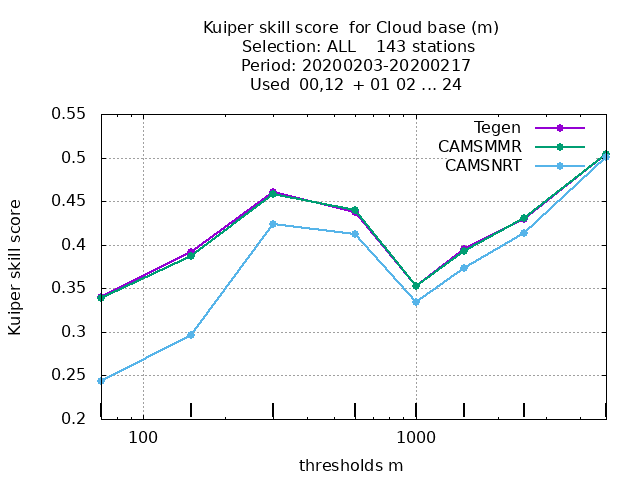 Kuiper skill score  for Cloud base (m)
Selection: ALL    143 stations
Period: 20200203-20200217
Used  00,12  + 01 02 ... 24
Tegen
CAMSMMR
CAMSNRT
0.55
0.5
0.45
0.4
0.35
0.3
0.25
0.2
Kuiper skill score
100
1000
thresholds m